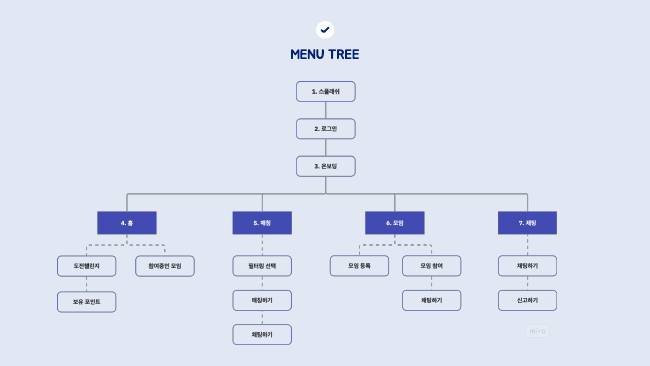 MENU TREE
1. 스플래쉬
2. 로그인
3. 온보딩
4. 홈
5. 매칭
6. 모임
7. 채팅
도전챌린지
참여중인 모임
필터링 선택
모임 등록
모임 참여
채팅하기
보유 포인트
매칭하기
채팅하기
신고하기
채팅하기
miro